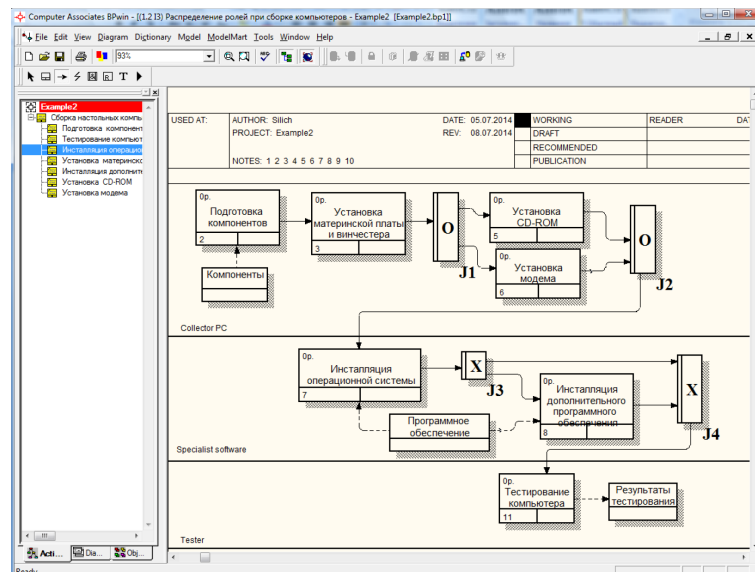 Computer Associates BPwin - [(1.2 I3) Распределение ролей при сборке компьютеров - Example2 [Example2.bp1]]
File Edit View Diagram Dictionary Model ModelMart Tools Window Help
93%
Example2
Сборка настольных компь
Подготовка компонент
Тестирование компьют
Инсталляция операцио
Установка материнско
Инсталляция дополните
Установка CD-ROM
Установка модема
USED AT: AUTHOR: Silich DATE: 05.07.2014 WORKING READER DAT
PROJECT: Example2 REV: 08.07.2014 DRAFT
RECOMMENDED
NOTES: 1 2 3 4 5 6 7 8 9 10 PUBLICATION
0р.
Подготовка
компонентов
2
0р.
Установка
материнской платы
и винчестера
3
O
J1
0р.
Установка
CD-ROM
5
0р.
Установка
модема
6
O
J2
Компоненты
Collector PC
0р.
Инсталляция
операционной системы
7
X
J3
0р.
Инсталляция
дополнительного
программного
обеспечения
8
X
J4
Программное
обеспечение
Specialist software
0р.
Тестирование
компьютера
11
Результаты
тестирования
Tester
Acti... Dia... Obj...
Ready